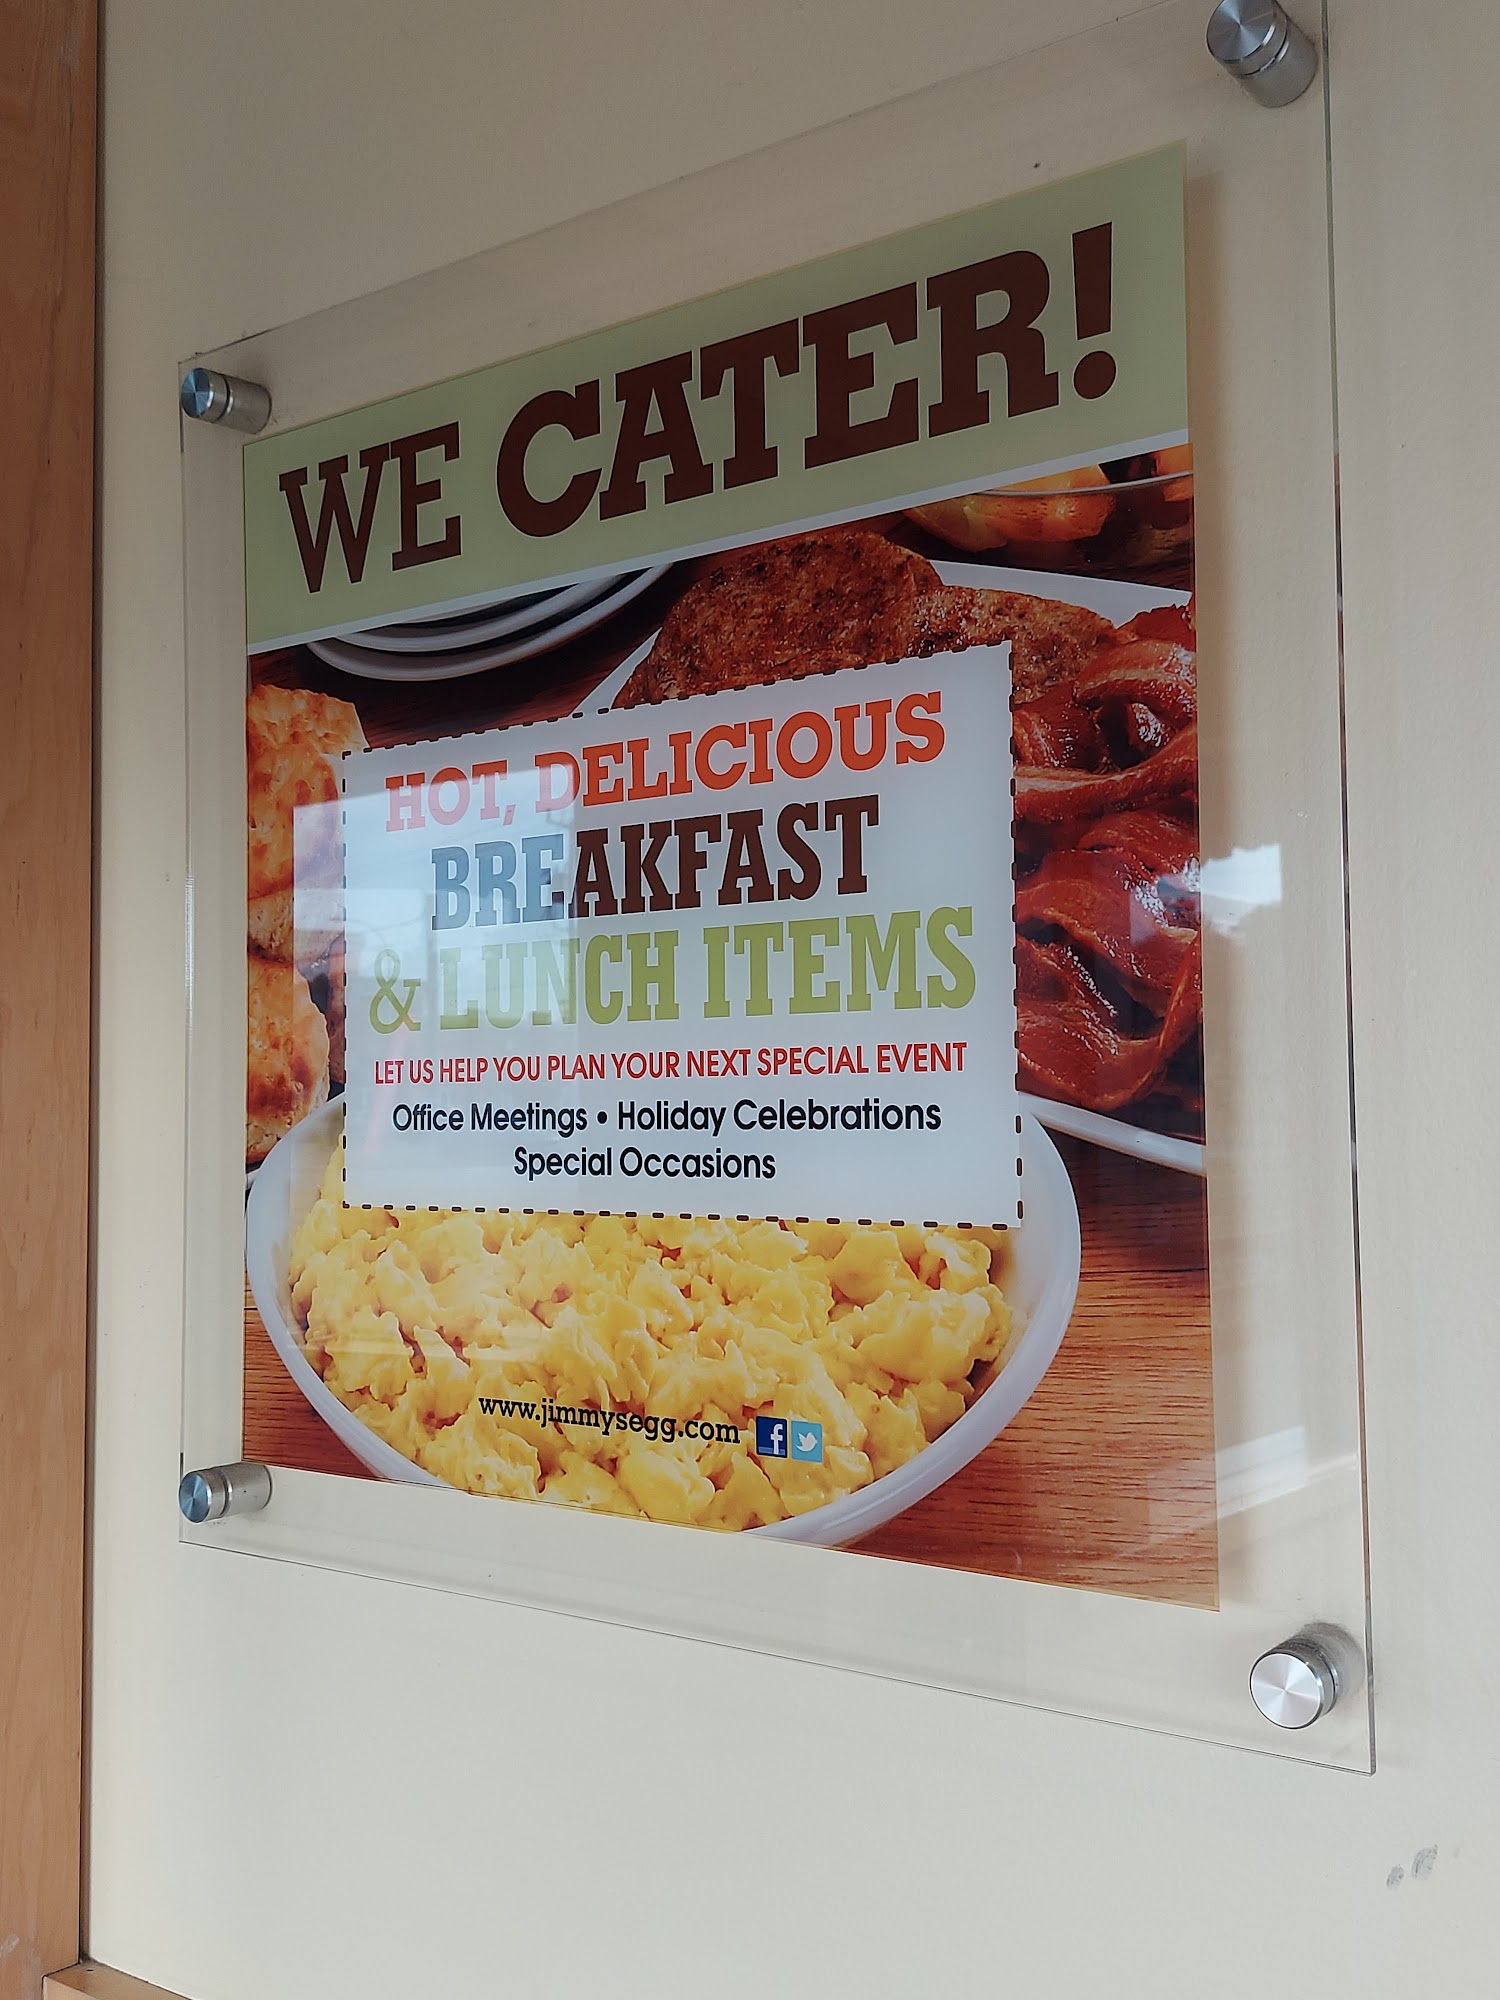 WE CATER!
HOT, DELICIOUS
BREAKFAST
& LUNCH ITEMS
LET US HELP YOU PLAN YOUR NEXT SPECIAL EVENT
Office Meetings • Holiday Celebrations
Special Occasions
www.jimmysegg.com f